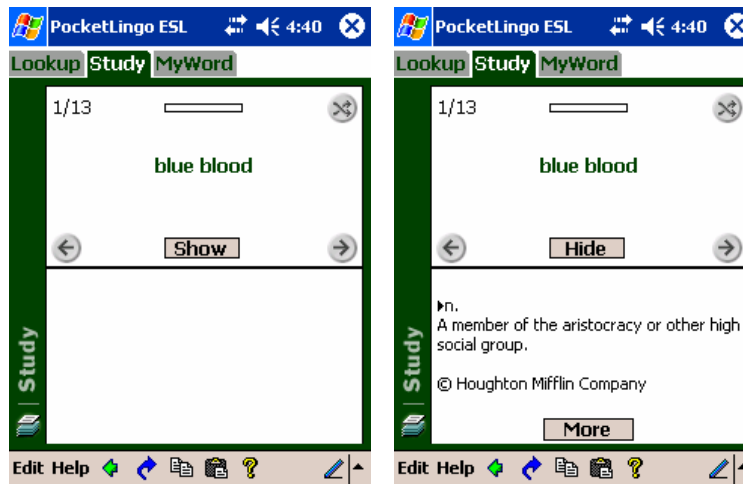 PocketLingo ESL 4:40
Lookup Study MyWord
1/13
blue blood
Show
Study
Edit Help
PocketLingo ESL 4:40
Lookup Study MyWord
1/13
blue blood
Hide
▸n.
A member of the aristocracy or other high
social group.
© Houghton Mifflin Company
More
Study
Edit Help